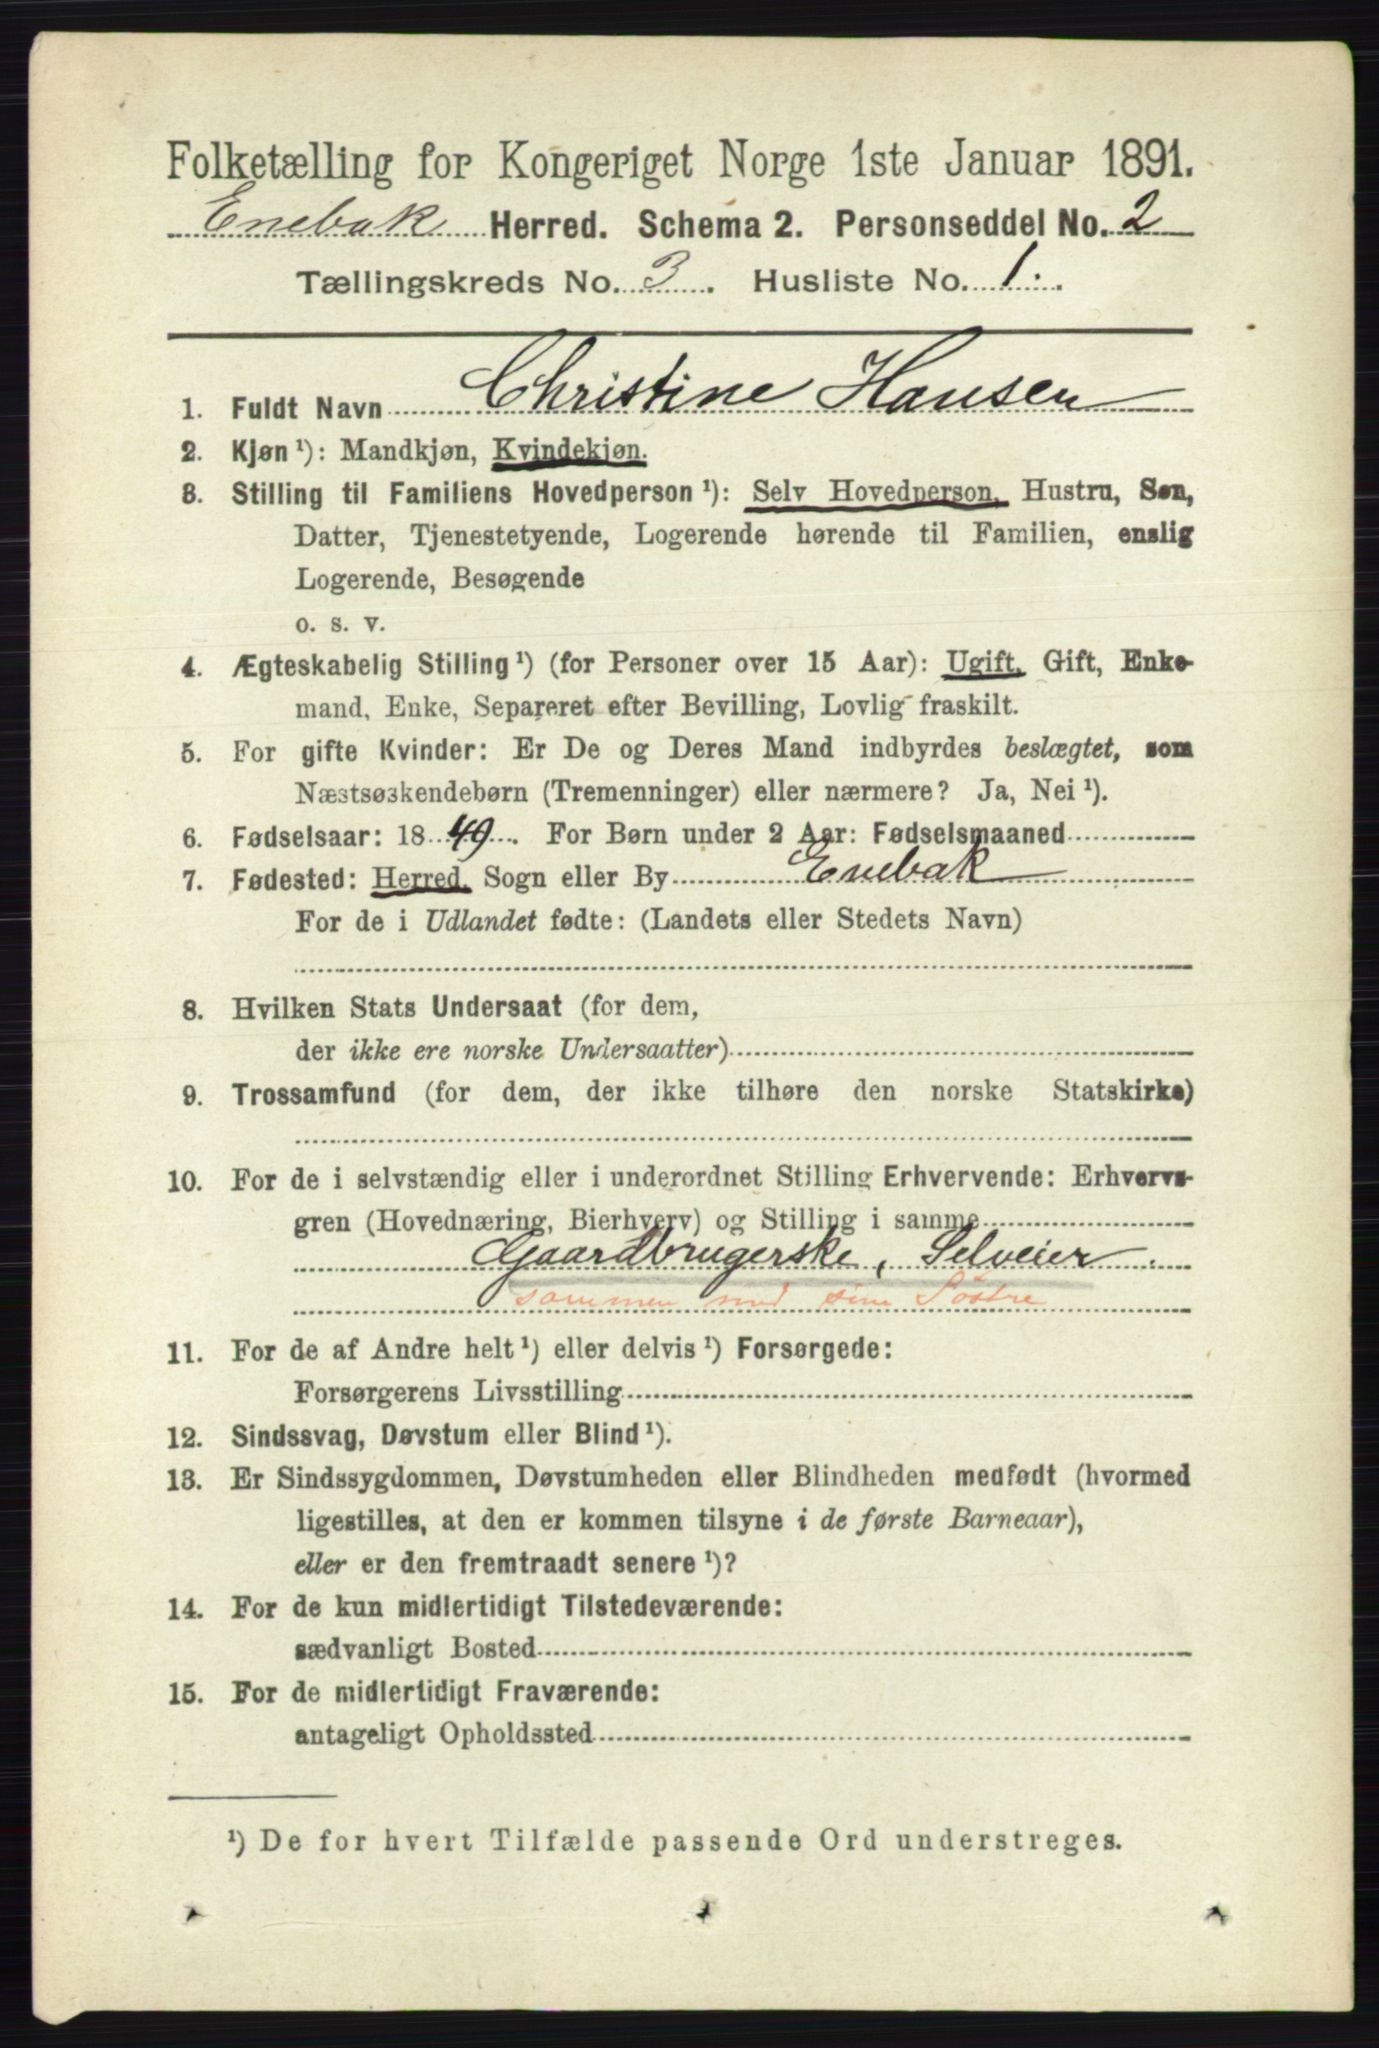 Folketælling for Kongeriget Norge 1ste Januar 1891.
Enebak Herred. Schema 2. Personseddel No. 2
Tællingskreds No. 3. Husliste No. 1.
1. Fuldt Navn Christine Hansen
2. Kjøn ¹): Mandkjøn, Kvindekjøn.
3. Stilling til Familiens Hovedperson ¹): Selv Hovedperson, Hustru, Søn,
Datter, Tjenestetyende, Logerende hørende til Familien, enslig
Logerende, Besøgende
o. s. v.
4. Ægteskabelig Stilling ¹) (for Personer over 15 Aar): Ugift, Gift, Enke-
mand, Enke, Separeret efter Bevilling, Lovlig fraskilt.
5. For gifte Kvinder: Er De og Deres Mand indbyrdes beslægtet, som
Næstsøskendebørn (Tremenninger) eller nærmere? Ja, Nei ¹).
6. Fødselsaar: 1849. For Børn under 2 Aar: Fødselsmaaned
7. Fødested: Herred, Sogn eller By Enebak
For de i Udlandet fødte: (Landets eller Stedets Navn)
8. Hvilken Stats Undersaat (for dem,
der ikke ere norske Undersaatter)
9. Trossamfund (for dem, der ikke tilhøre den norske Statskirke)
10. For de i selvstændig eller i underordnet Stilling Erhvervende: Erhvervs-
gren (Hovednæring, Bierhverv) og Stilling i samme
Gaardbrugerske, Selveier.
sammen med sine Søstre
11. For de af Andre helt ¹) eller delvis ¹) Forsørgede:
Forsørgerens Livsstilling
12. Sindssvag, Døvstum eller Blind ¹).
13. Er Sindssygdommen, Døvstumheden eller Blindheden medfødt (hvormed
ligestilles, at den er kommen tilsyne i de første Barneaar),
eller er den fremtraadt senere ¹)?
14. For de kun midlertidigt Tilstedeværende:
sædvanligt Bosted
15. For de midlertidigt Fraværende:
antageligt Opholdssted
¹) De for hvert Tilfælde passende Ord understreges.